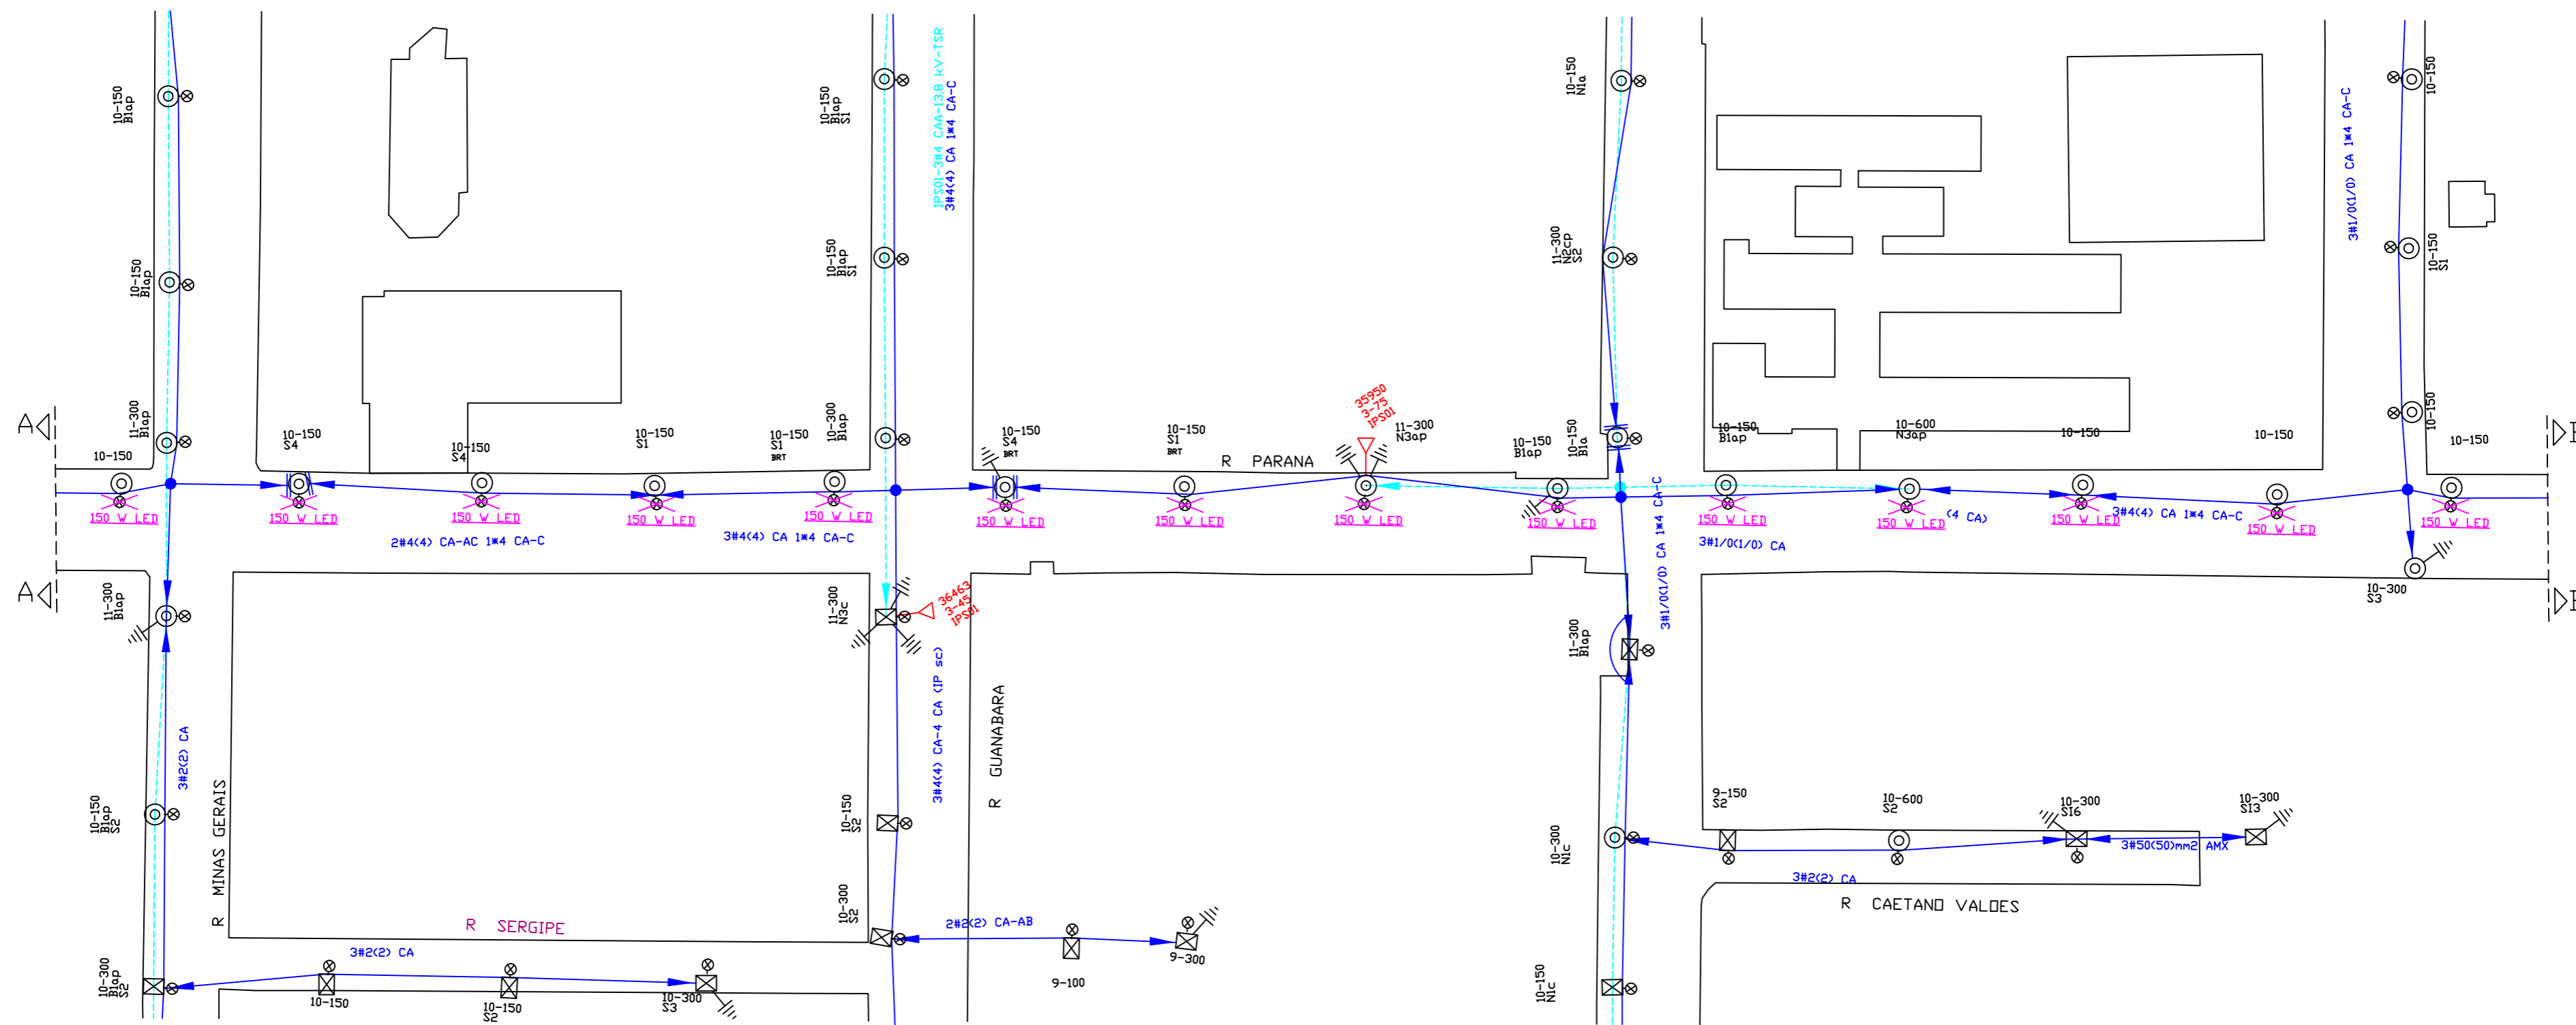 10-150
B1ap
10-150
B1ap
S1
IPS01-3#4 CAA-13.8 kV-TSR
3#4(4) CA 1*4 CA-C
10-150
N1a
3#1/0(1/0) CA 1*4 CA-C
10-150
10-150
B1ap
10-150
B1ap
S1
11-300
N2cp
S2
10-150
S1
A
11-300
B1ap
10-150
10-150
S4
10-150
S4
10-150
S1
10-150
S1
BRT
10-300
B1ap
10-150
S4
BRT
10-150
S1
BRT
R PARANA
35950
3-75
IPS01
11-300
N3ap
10-150
B1ap
10-150
B1a
10-150
B1ap
10-600
N3ap
10-150
10-150
10-150
10-150
150 W LED
150 W LED
150 W LED
150 W LED
150 W LED
150 W LED
150 W LED
150 W LED
150 W LED
150 W LED
150 W LED
150 W LED
150 W LED
150 W LED
2#4(4) CA-AC 1*4 CA-C
3#4(4) CA 1*4 CA-C
3#1/0(1/0) CA 1*4 CA-C
3#1/0(1/0) CA
(4 CA)
3#4(4) CA 1*4 CA-C
A
11-300
B1ap
11-300
N3c
36463
3-45
IPS01
11-300
B1ap
10-300
S3
3#2(2) CA
R MINAS GERAIS
3#4(4) CA-4 CA (IP sc)
R GUANABARA
10-150
B1ap
S2
10-150
S2
10-300
N1c
9-150
S2
10-600
S2
10-300
SI6
10-300
SI3
3#50(50)mm2 AMX
3#2(2) CA
R CAETANO VALDES
R SERGIPE
10-300
S2
2#2(2) CA-AB
9-300
9-100
3#2(2) CA
10-300
B1ap
S2
10-150
10-150
S2
10-300
S3
10-150
N1c